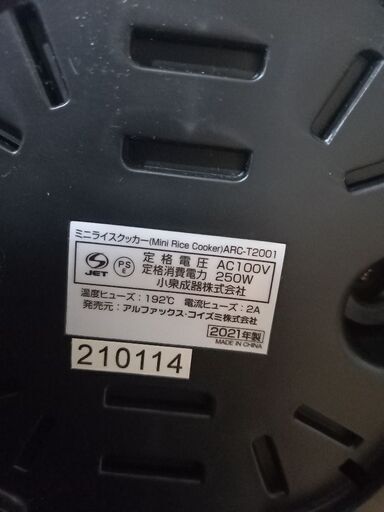 ミニライスクッカー(Mini Rice Cooker)ARC-T2001
S JET
PS E
定格電圧 AC100V
定格消費電力 250W
小泉成器株式会社
温度ヒューズ：192℃ 電流ヒューズ：2A
発売元：アルファックス・コイズミ株式会社
2021年製
MADE IN CHINA
210114